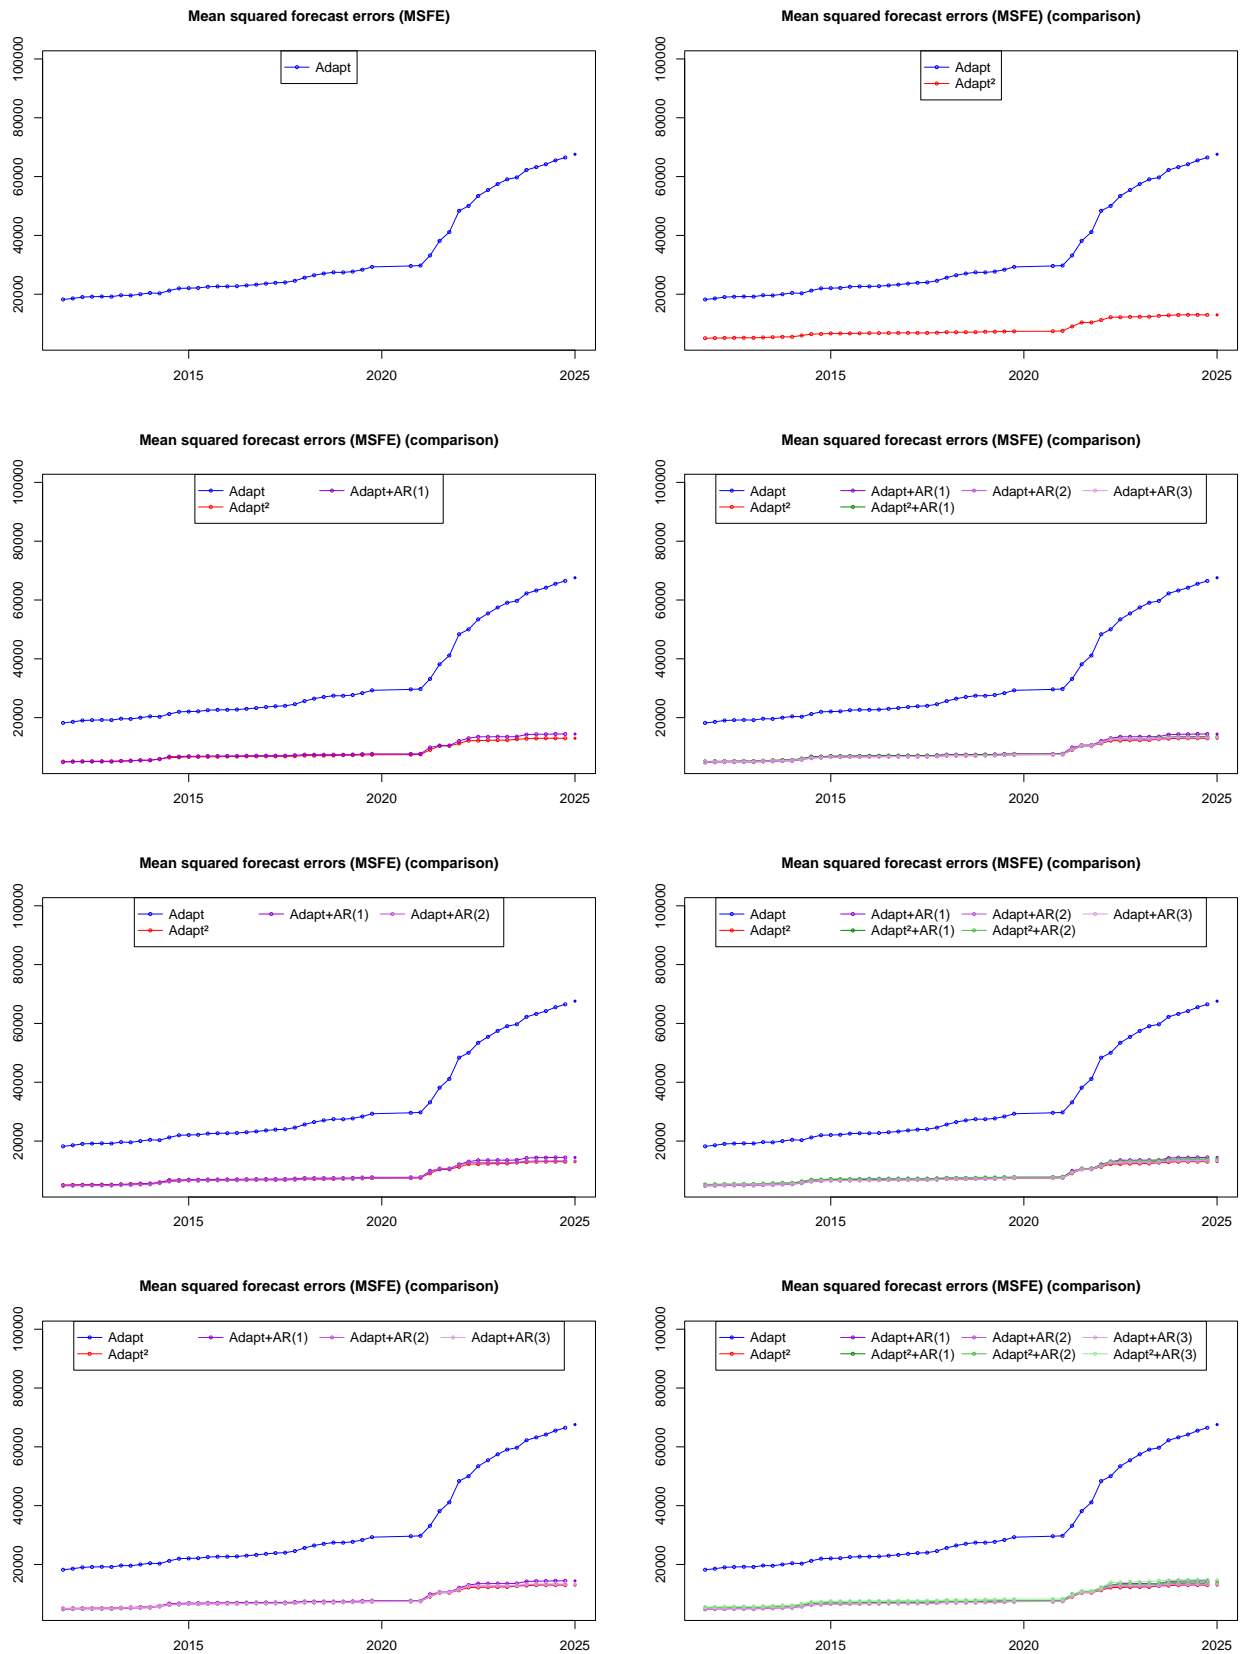 Mean squared forecast errors (MSFE)
100000
80000
60000
40000
20000
Adapt
2015
2020
2025
Mean squared forecast errors (MSFE) (comparison)
100000
80000
60000
40000
20000
Adapt
Adapt²
2015
2020
2025
Mean squared forecast errors (MSFE) (comparison)
100000
80000
60000
40000
20000
Adapt Adapt+AR(1)
Adapt²
2015
2020
2025
Mean squared forecast errors (MSFE) (comparison)
100000
80000
60000
40000
20000
Adapt Adapt+AR(1) Adapt+AR(2) Adapt+AR(3)
Adapt² Adapt²+AR(1)
2015
2020
2025
Mean squared forecast errors (MSFE) (comparison)
100000
80000
60000
40000
20000
Adapt Adapt+AR(1) Adapt+AR(2)
Adapt²
2015
2020
2025
Mean squared forecast errors (MSFE) (comparison)
100000
80000
60000
40000
20000
Adapt Adapt+AR(1) Adapt+AR(2) Adapt+AR(3)
Adapt² Adapt²+AR(1) Adapt²+AR(2)
2015
2020
2025
Mean squared forecast errors (MSFE) (comparison)
100000
80000
60000
40000
20000
Adapt Adapt+AR(1) Adapt+AR(2) Adapt+AR(3)
Adapt²
2015
2020
2025
Mean squared forecast errors (MSFE) (comparison)
100000
80000
60000
40000
20000
Adapt Adapt+AR(1) Adapt+AR(2) Adapt+AR(3)
Adapt² Adapt²+AR(1) Adapt²+AR(2) Adapt²+AR(3)
2015
2020
2025